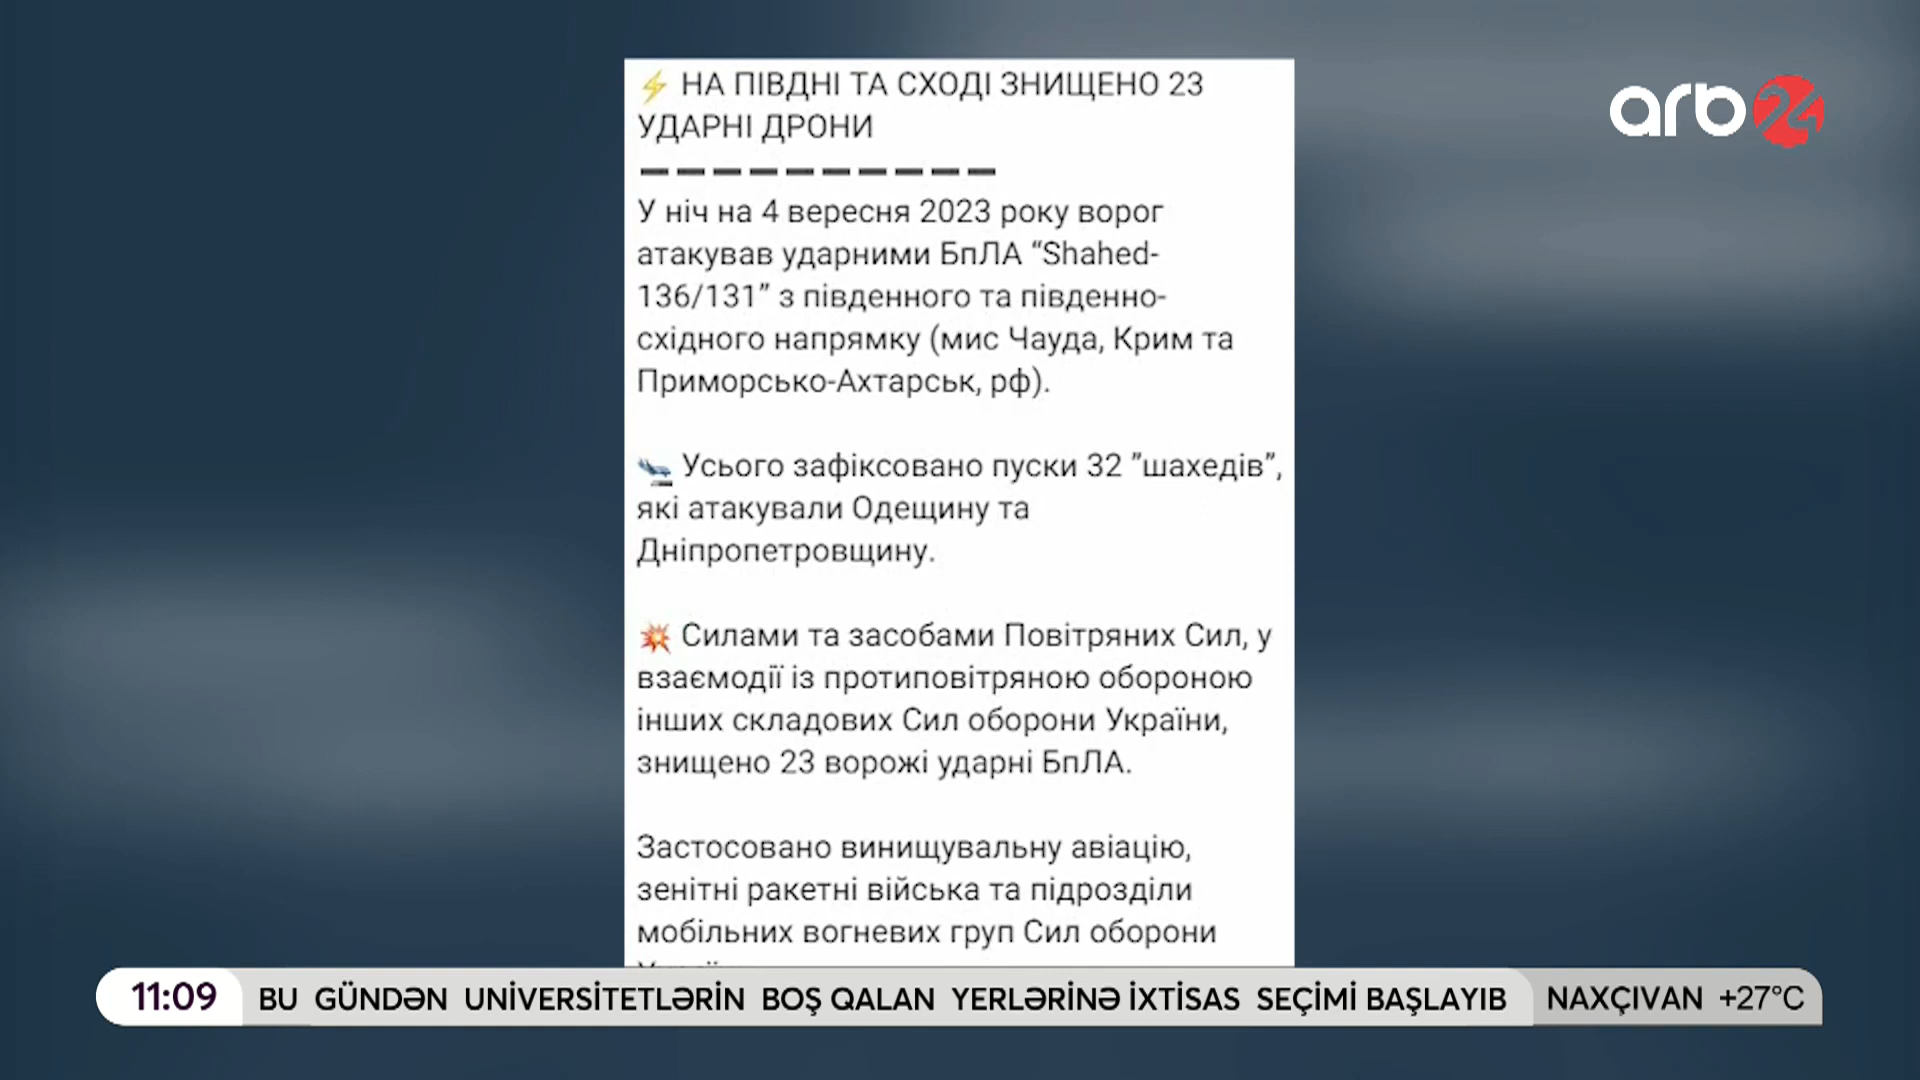 ⚡ НА ПІВДНІ ТА СХОДІ ЗНИЩЕНО 23
УДАРНІ ДРОНИ
➖➖➖➖➖➖➖➖➖➖
У ніч на 4 вересня 2023 року ворог
атакував ударними БпЛА “Shahed-
136/131” з південного та південно-
східного напрямку (мис Чауда, Крим та
Приморсько-Ахтарськ, рф).
🛬 Усього зафіксовано пуски 32 ”шахедів”,
які атакували Одещину та
Дніпропетровщину.
💥 Силами та засобами Повітряних Сил, у
взаємодії із протиповітряною обороною
інших складових Сил оборони України,
знищено 23 ворожі ударні БпЛА.
Застосовано винищувальну авіацію,
зенітні ракетні війська та підрозділи
мобільних вогневих груп Сил оборони
arb 24
11:09 BU GÜNDƏN UNİVERSİTETLƏRİN BOŞ QALAN YERLƏRİNƏ İXTİSAS SEÇİMİ BAŞLAYIB NAXÇIVAN +27°C